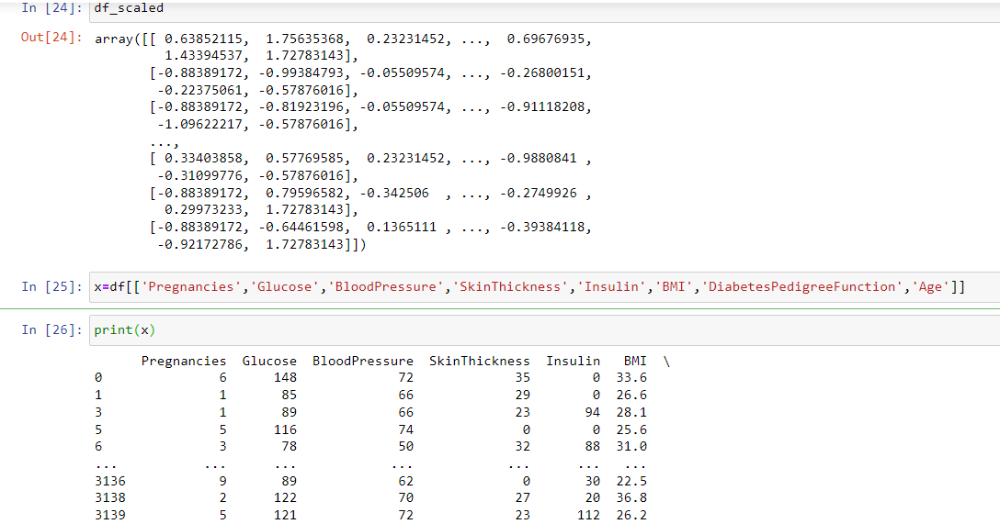 In [24]: df_scaled
Out[24]: array([[ 0.63852115,  1.75635368,  0.23231452, ...,  0.69676935,
         1.43394537,  1.72783143],
       [-0.88389172, -0.99384793, -0.05509574, ..., -0.26800151,
        -0.22375061, -0.57876016],
       [-0.88389172, -0.81923196, -0.05509574, ..., -0.91118208,
        -1.09622217, -0.57876016],
       ...,
       [ 0.33403858,  0.57769585,  0.23231452, ..., -0.9880841 ,
        -0.31099776, -0.57876016],
       [-0.88389172,  0.79596582, -0.342506  , ..., -0.2749926 ,
         0.29973233,  1.72783143],
       [-0.88389172, -0.64461598,  0.1365111 , ..., -0.39384118,
        -0.92172786,  1.72783143]])
In [25]: x=df[['Pregnancies','Glucose','BloodPressure','SkinThickness','Insulin','BMI','DiabetesPedigreeFunction','Age']]
In [26]: print(x)
      Pregnancies  Glucose  BloodPressure  SkinThickness  Insulin   BMI  \
0               6      148             72             35        0  33.6
1               1       85             66             29        0  26.6
3               1       89             66             23       94  28.1
5               5      116             74              0        0  25.6
6               3       78             50             32       88  31.0
...           ...      ...            ...            ...      ...   ...
3136            9       89             62              0       30  22.5
3138            2      122             70             27       20  36.8
3139            5      121             72             23      112  26.2